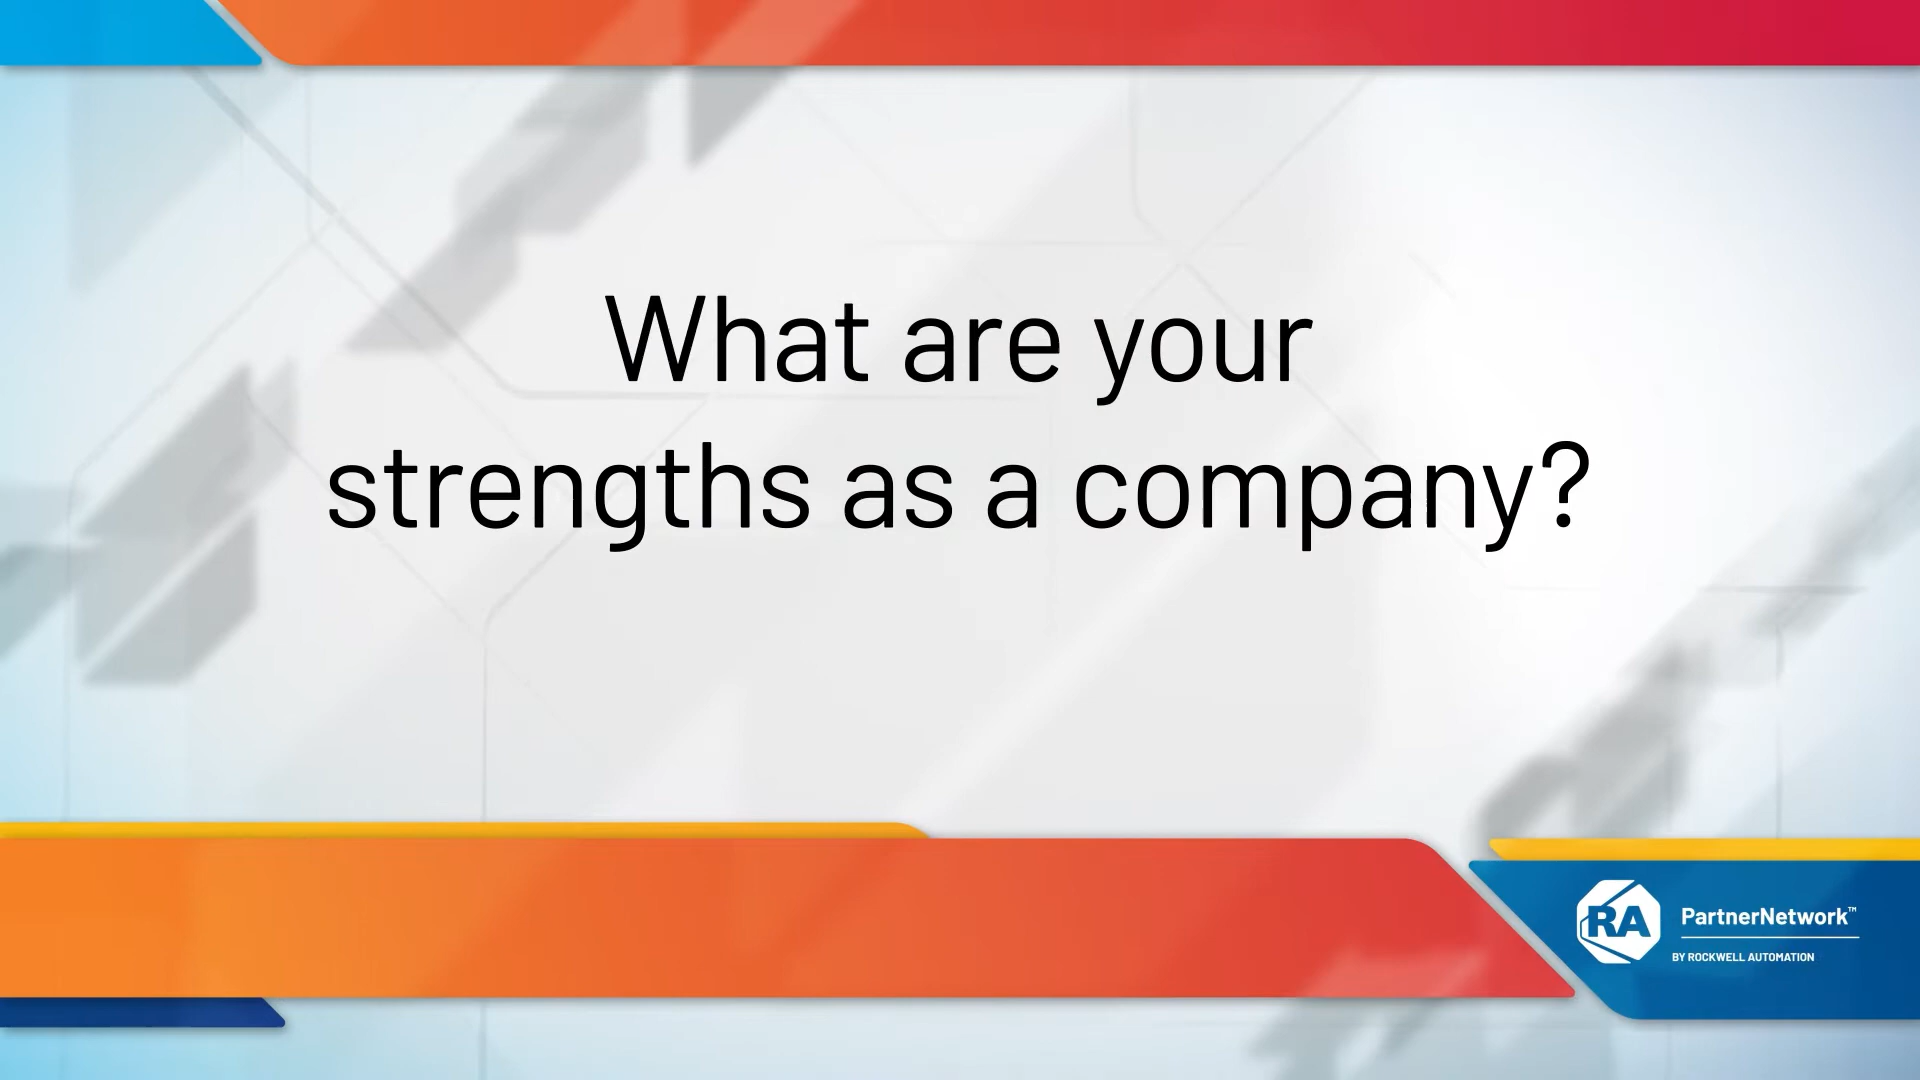 What are your
strengths as a company?
RA
PartnerNetwork™
BY ROCKWELL AUTOMATION